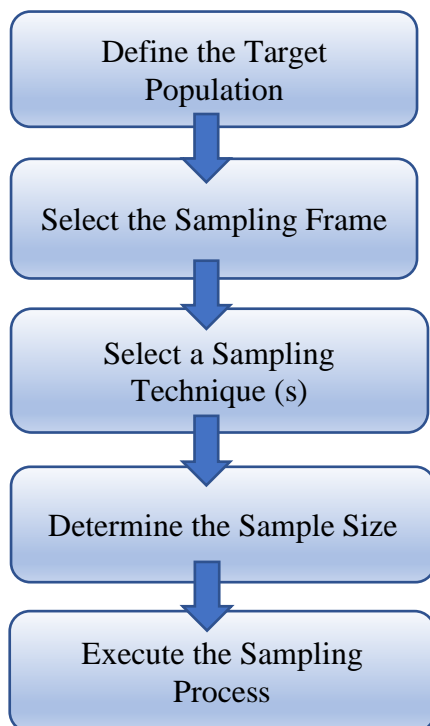 Define the Target
Population
Select the Sampling Frame
Select a Sampling
Technique (s)
Determine the Sample Size
Execute the Sampling
Process